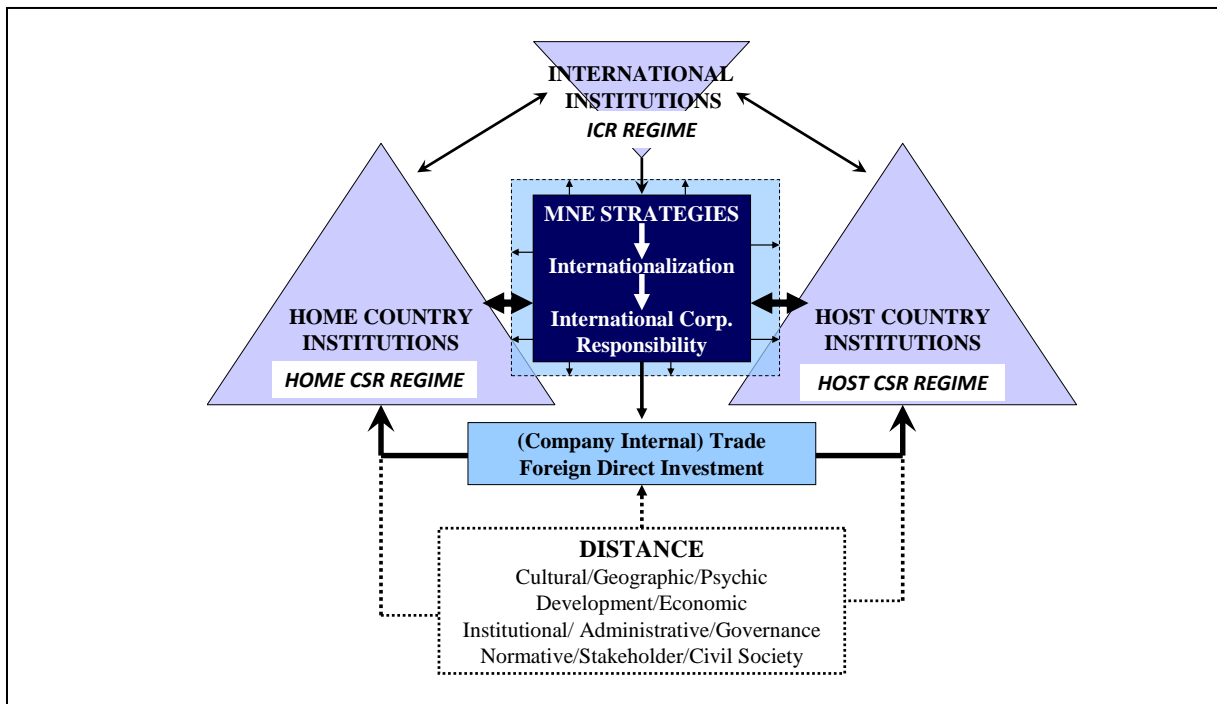 INTERNATIONAL
INSTITUTIONS
ICR REGIME
MNE STRATEGIES
Internationalization
International Corp.
Responsibility
HOME COUNTRY
INSTITUTIONS
HOME CSR REGIME
HOST COUNTRY
INSTITUTIONS
HOST CSR REGIME
(Company Internal) Trade
Foreign Direct Investment
DISTANCE
Cultural/Geographic/Psychic
Development/Economic
Institutional/ Administrative/Governance
Normative/Stakeholder/Civil Society